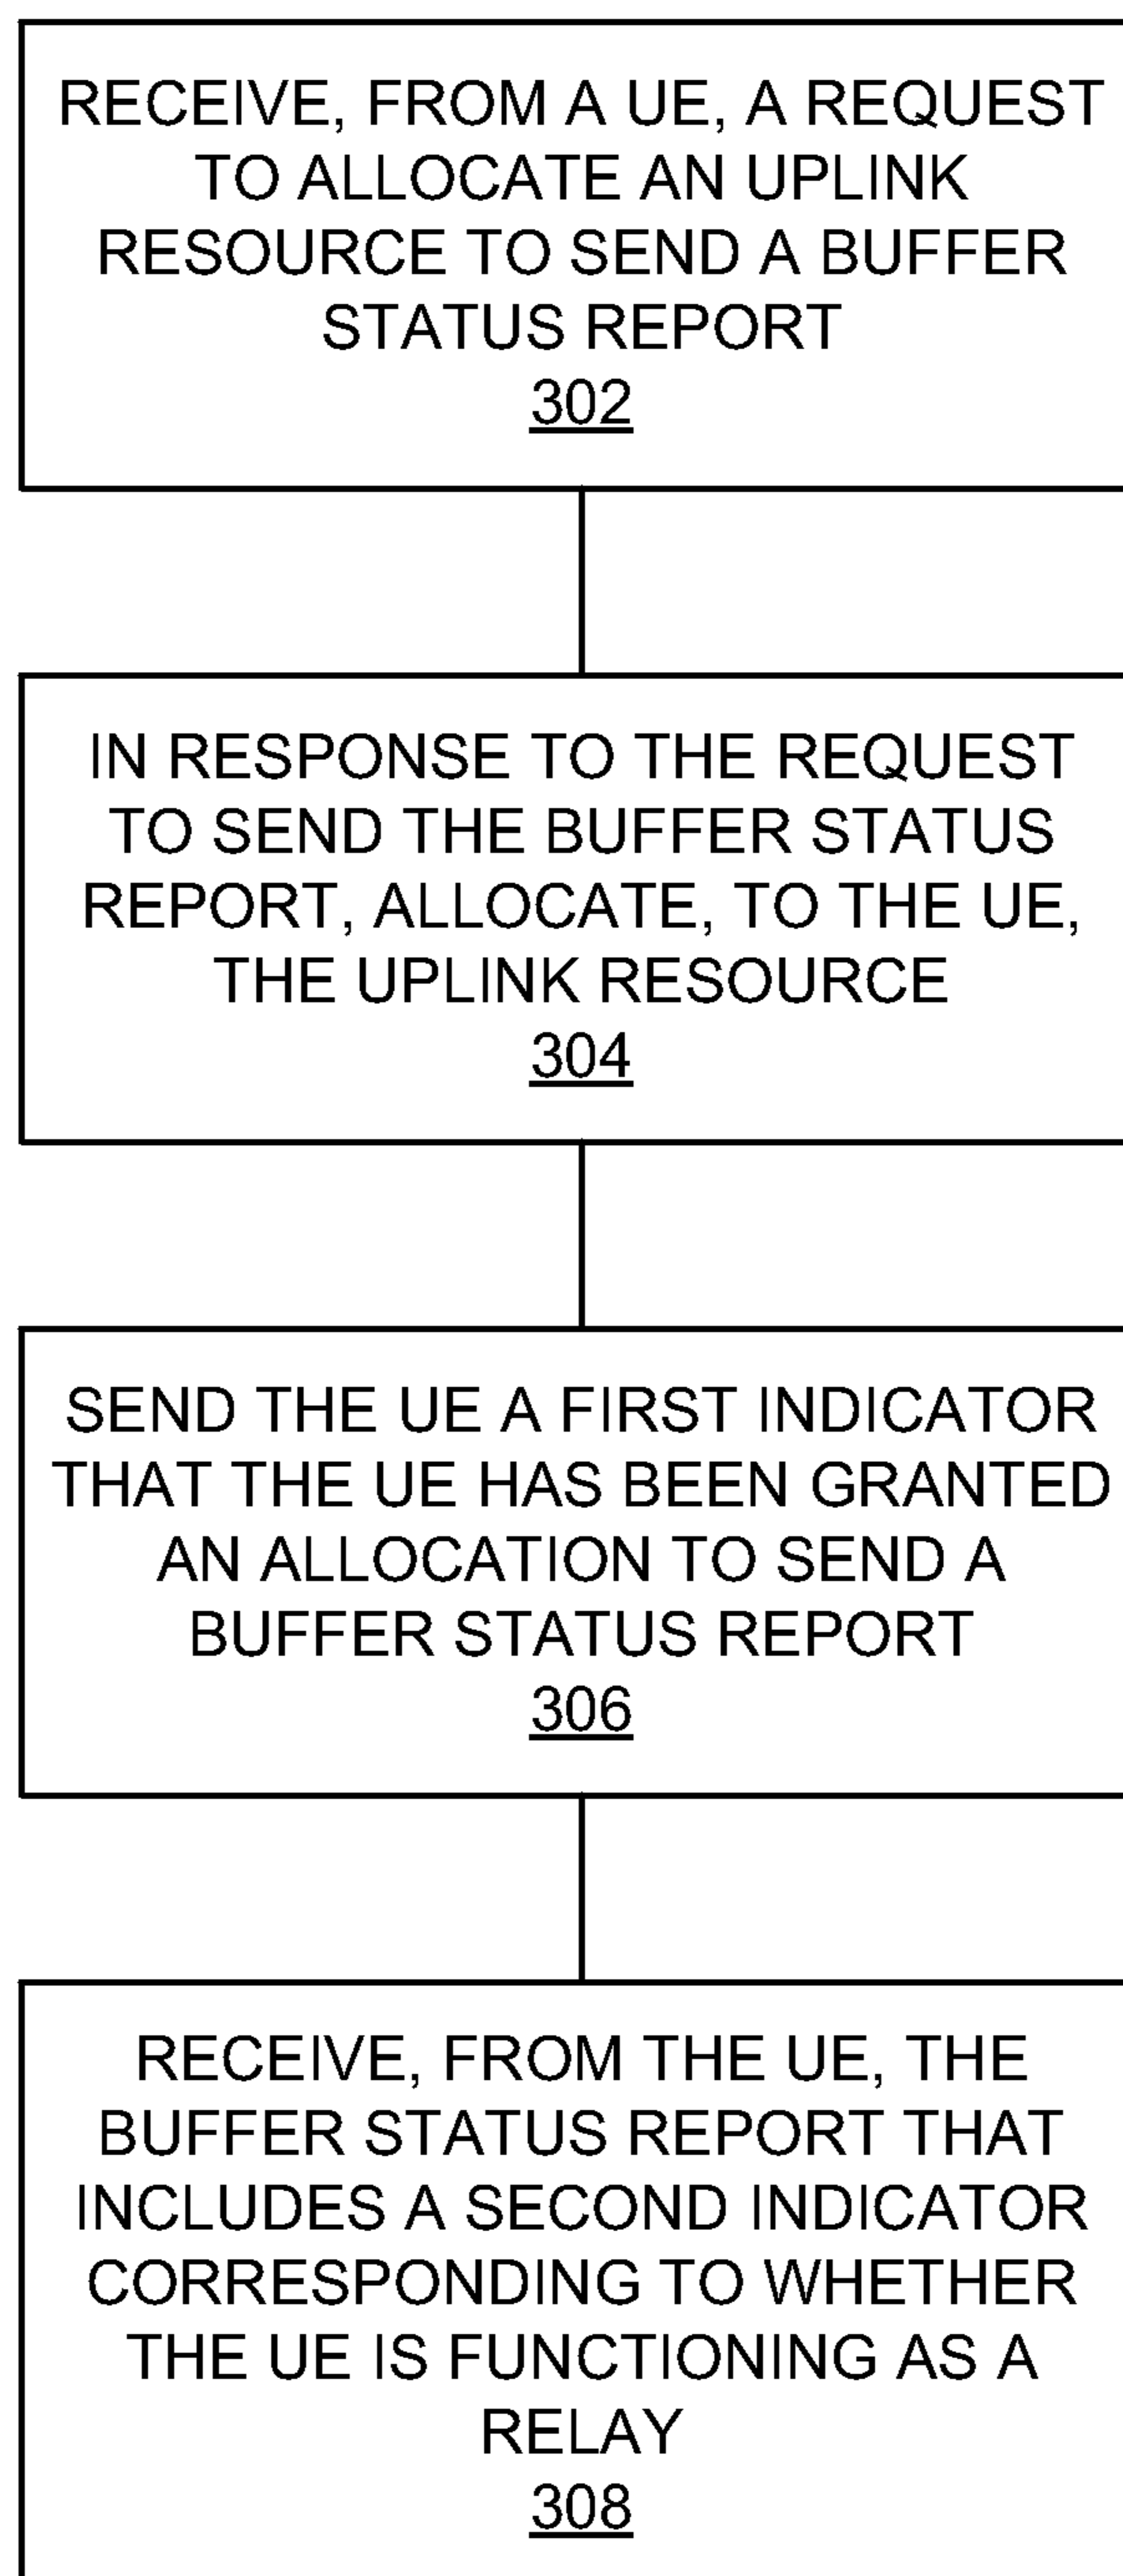 RECEIVE, FROM A UE, A REQUEST
TO ALLOCATE AN UPLINK
RESOURCE TO SEND A BUFFER
STATUS REPORT
302
IN RESPONSE TO THE REQUEST
TO SEND THE BUFFER STATUS
REPORT, ALLOCATE, TO THE UE,
THE UPLINK RESOURCE
304
SEND THE UE A FIRST INDICATOR
THAT THE UE HAS BEEN GRANTED
AN ALLOCATION TO SEND A
BUFFER STATUS REPORT
306
RECEIVE, FROM THE UE, THE
BUFFER STATUS REPORT THAT
INCLUDES A SECOND INDICATOR
CORRESPONDING TO WHETHER
THE UE IS FUNCTIONING AS A
RELAY
308